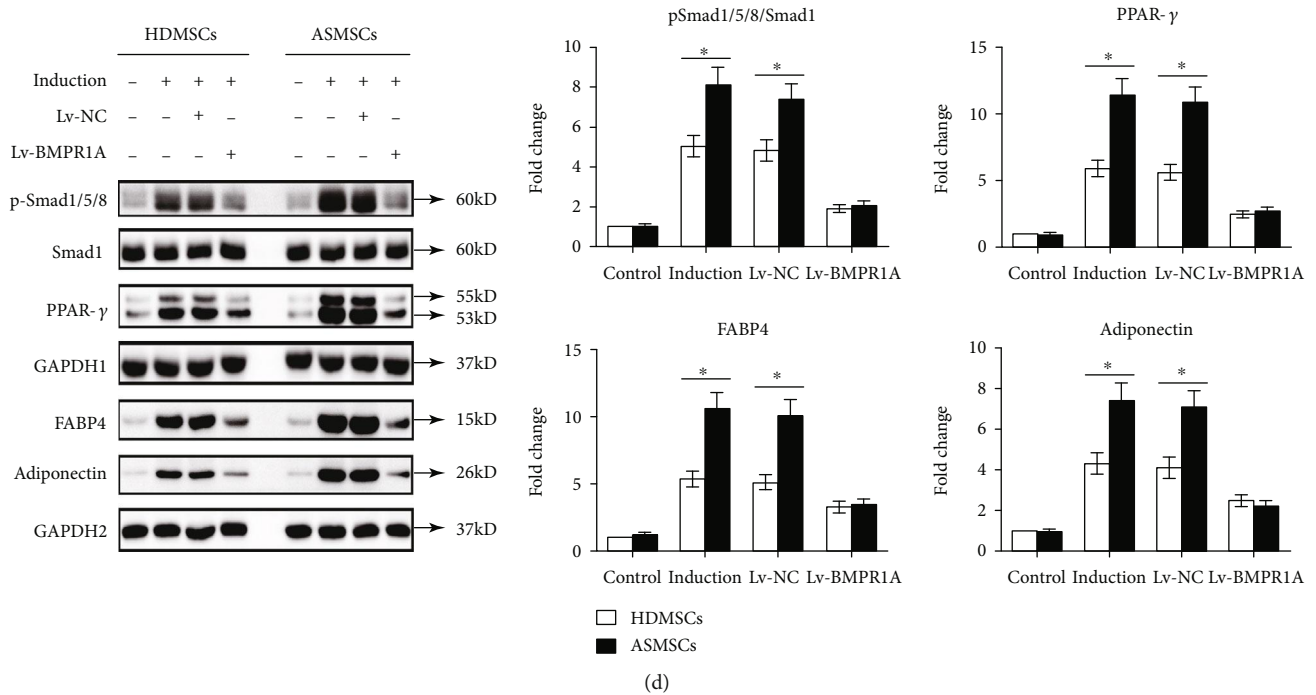 HDMSCs ASMSCs
Induction – + + + – + + +
Lv-NC – – + – – – + –
Lv-BMPR1A – – – + – – – +
p-Smad1/5/8 60kD
Smad1 60kD
PPAR-γ 55kD
53kD
GAPDH1 37kD
FABP4 15kD
Adiponectin 26kD
GAPDH2 37kD
pSmad1/5/8/Smad1
Fold change
10
8
6
4
2
0
* *
Control Induction Lv-NC Lv-BMPR1A
PPAR-γ
Fold change
15
10
5
0
* *
Control Induction Lv-NC Lv-BMPR1A
FABP4
Fold change
15
10
5
0
* *
Control Induction Lv-NC Lv-BMPR1A
Adiponectin
Fold change
10
8
6
4
2
0
* *
Control Induction Lv-NC Lv-BMPR1A
HDMSCs
ASMSCs
(d)